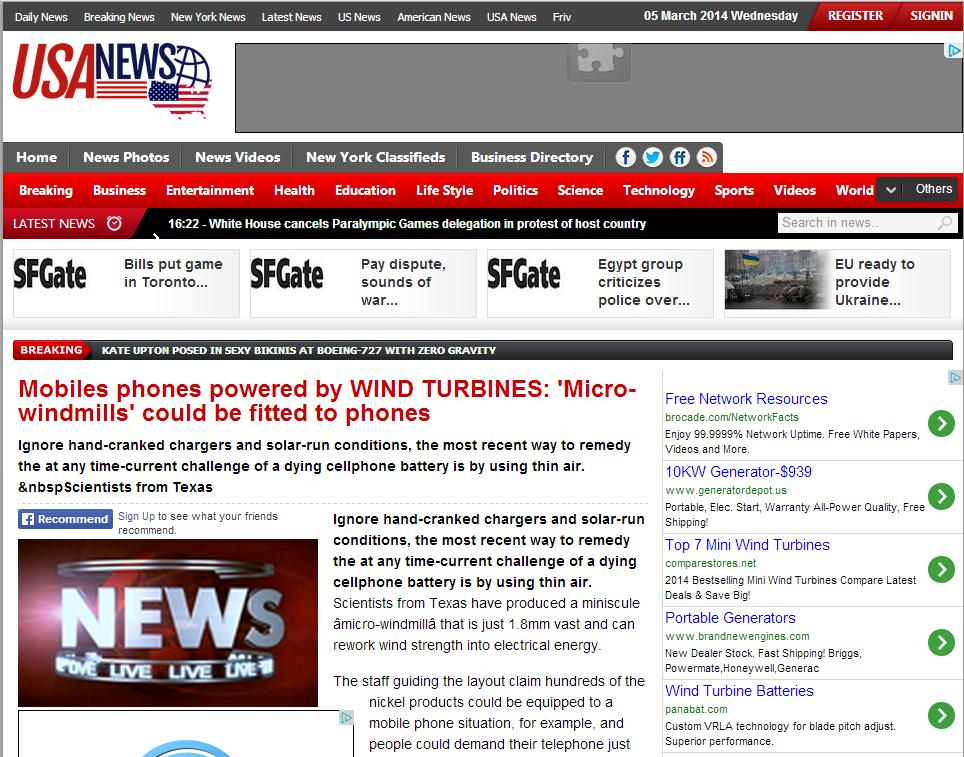 Daily News Breaking News New York News Latest News US News American News USA News Friv 05 March 2014 Wednesday REGISTER SIGNIN
USANEWS
Home News Photos News Videos New York Classifieds Business Directory
Breaking Business Entertainment Health Education Life Style Politics Science Technology Sports Videos World Others
LATEST NEWS 16:22 - White House cancels Paralympic Games delegation in protest of host country Search in news..
SFGate Bills put game
in Toronto...
SFGate Pay dispute,
sounds of
war...
SFGate Egypt group
criticizes
police over...
EU ready to
provide
Ukraine...
BREAKING KATE UPTON POSED IN SEXY BIKINIS AT BOEING-727 WITH ZERO GRAVITY
Mobiles phones powered by WIND TURBINES: 'Micro-
windmills' could be fitted to phones
Ignore hand-cranked chargers and solar-run conditions, the most recent way to remedy
the at any time-current challenge of a dying cellphone battery is by using thin air.
&nbspScientists from Texas
Recommend Sign Up to see what your friends
recommend.
NEWS
LIVE LIVE LIVE LIVE
Ignore hand-cranked chargers and solar-run
conditions, the most recent way to remedy
the at any time-current challenge of a dying
cellphone battery is by using thin air.
Scientists from Texas have produced a miniscule
âmicro-windmillâ that is just 1.8mm vast and can
rework wind strength into electrical energy.
The staff guiding the layout claim hundreds of the
nickel products could be equipped to a
mobile phone situation, for example, and
people could demand their telephone just
Free Network Resources
brocade.com/NetworkFacts
Enjoy 99.9999% Network Uptime. Free White Papers,
Videos and More.
10KW Generator-$939
www.generatordepot.us
Portable, Elec. Start, Warranty All-Power Quality, Free
Shipping!
Top 7 Mini Wind Turbines
comparestores.net
2014 Bestselling Mini Wind Turbines Compare Latest
Deals & Save Big!
Portable Generators
www.brandnewengines.com
New Dealer Stock. Fast Shipping! Briggs,
Powermate,Honeywell,Generac
Wind Turbine Batteries
panabat.com
Custom VRLA technology for blade pitch adjust.
Superior performance.